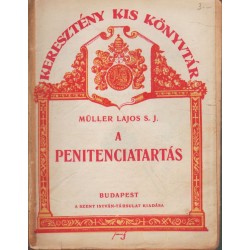 KERESZTÉNY KIS KÖNYVTÁR
MÜLLER LAJOS S. J.
A
PENITENCIATARTÁS
BUDAPEST
A SZENT ISTVÁN-TÁRSULAT KIADÁSA